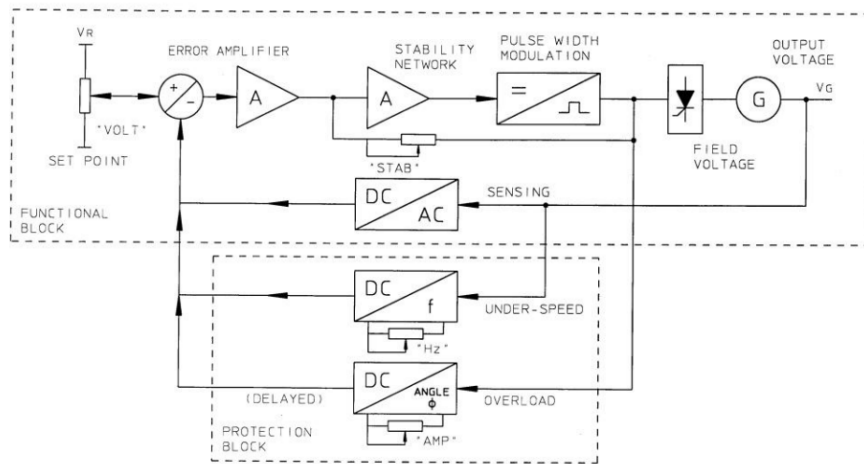 VR
ERROR AMPLIFIER
STABILITY
NETWORK
PULSE WIDTH
MODULATION
OUTPUT
VOLTAGE
+
-
A
A
=
G
VG
"VOLT"
SET POINT
"STAB"
FIELD
VOLTAGE
DC
AC
SENSING
FUNCTIONAL
BLOCK
DC
f
UNDER-SPEED
"Hz"
DC
ANGLE
ϕ
(DELAYED)
OVERLOAD
"AMP"
PROTECTION
BLOCK